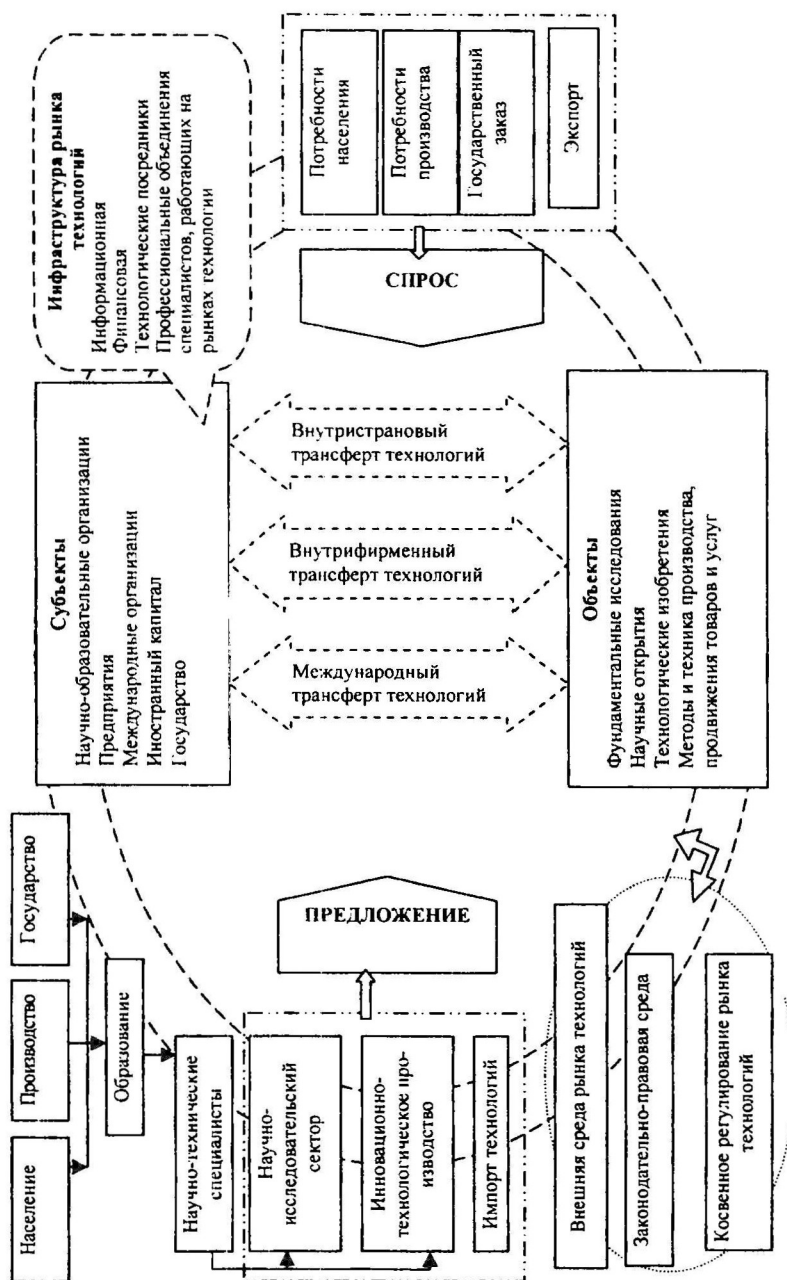 Население
Производство
Государство
Образование
Научно-технические
специалисты
Научно-
исследовательский
сектор
Инновационно-
технологическое про-
изводство
Импорт технологий
ПРЕДЛОЖЕНИЕ
Внешняя среда рынка технологий
Законодательно-правовая среда
Косвенное регулирование рынка
технологий
Субъекты
Научно-образовательные организации
Предприятия
Международные организации
Иностранный капитал
Государство
Международный
трансферт технологий
Внутрифирменный
трансферт технологий
Внутристрановый
трансферт технологий
Объекты
Фундаментальные исследования
Научные открытия
Технологические изобретения
Методы и техника производства,
продвижения товаров и услуг
Инфраструктура рынка
технологий
Информационная
Финансовая
Технологические посредники
Профессиональные объединения
специалистов, работающих на
рынках технологии
СПРОС
Потребности
населения
Потребности
производства
Государственный
заказ
Экспорт